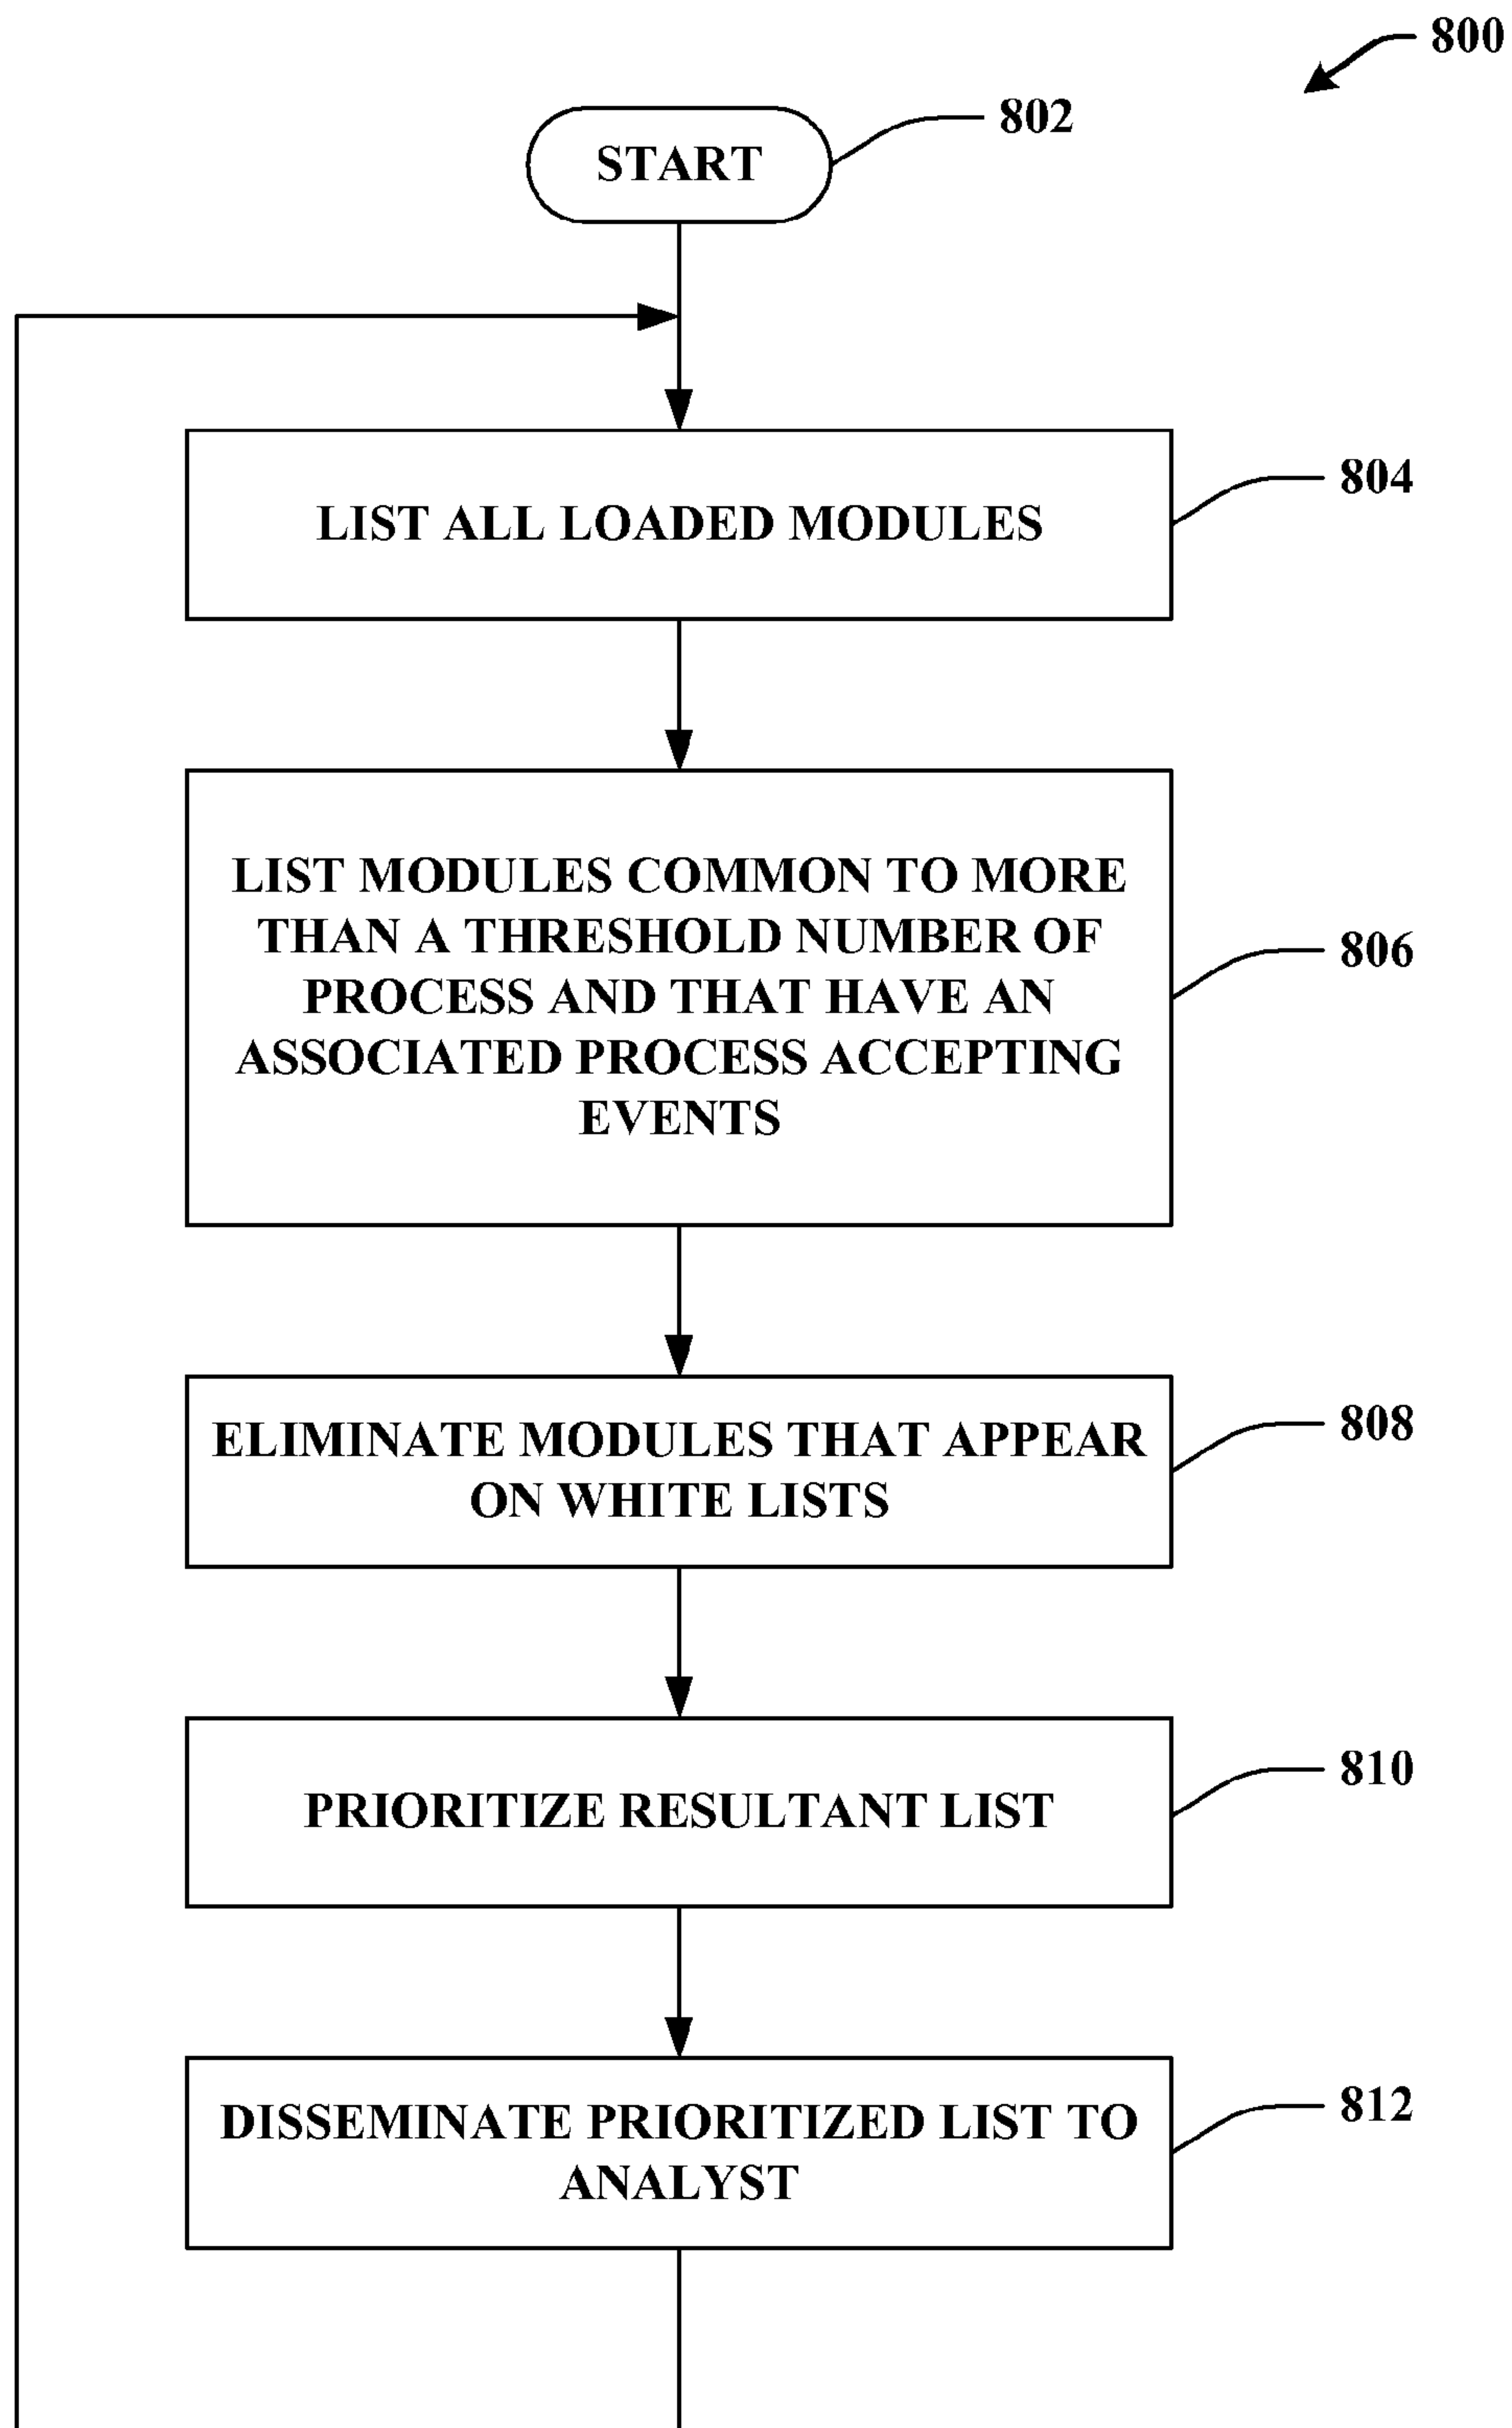 800
802
START
LIST ALL LOADED MODULES
804
LIST MODULES COMMON TO MORE
THAN A THRESHOLD NUMBER OF
PROCESS AND THAT HAVE AN
ASSOCIATED PROCESS ACCEPTING
EVENTS
806
ELIMINATE MODULES THAT APPEAR
ON WHITE LISTS
808
PRIORITIZE RESULTANT LIST
810
DISSEMINATE PRIORITIZED LIST TO
ANALYST
812